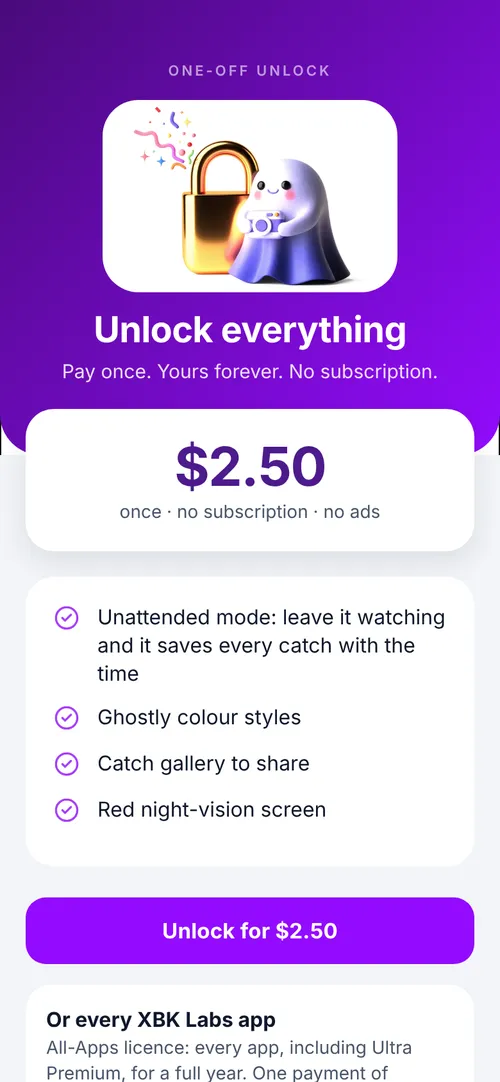 ONE-OFF UNLOCK
Unlock everything
Pay once. Yours forever. No subscription.
$2.50
once · no subscription · no ads
Unattended mode: leave it watching
and it saves every catch with the
time
Ghostly colour styles
Catch gallery to share
Red night-vision screen
Unlock for $2.50
Or every XBK Labs app
All-Apps licence: every app, including Ultra
Premium, for a full year. One payment of